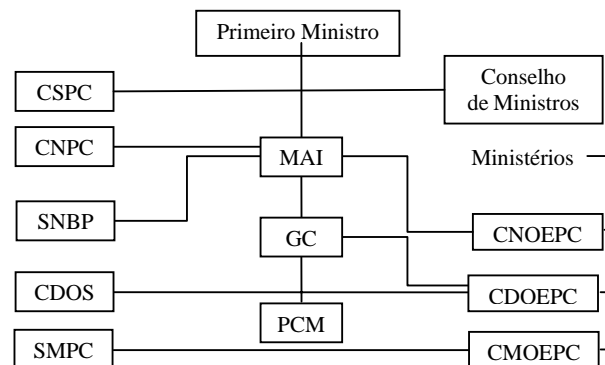 Primeiro Ministro
CSPC
Conselho
de Ministros
CNPC
MAI
Ministérios
SNBP
GC
CNOEPC
CDOS
CDOEPC
PCM
SMPC
CMOEPC